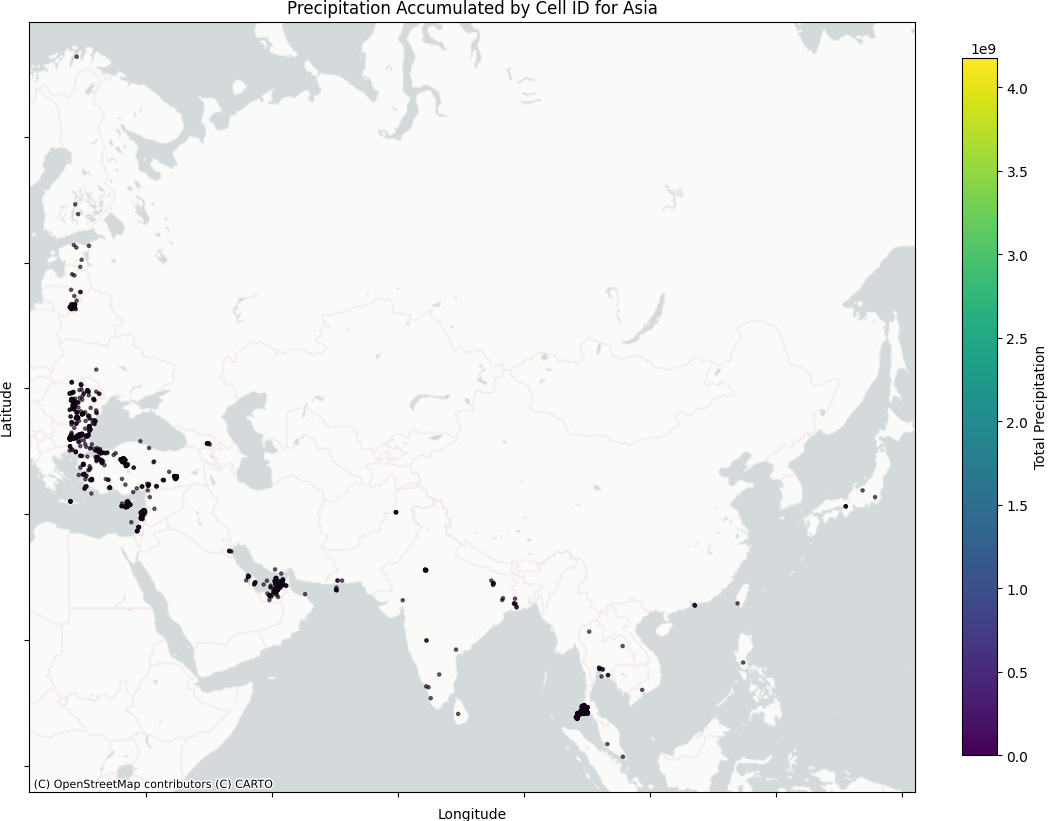 Precipitation Accumulated by Cell ID for Asia
1e9
4.0
3.5
3.0
2.5
2.0
1.5
1.0
0.5
0.0
Total Precipitation
Latitude
(C) OpenStreetMap contributors (C) CARTO
Longitude